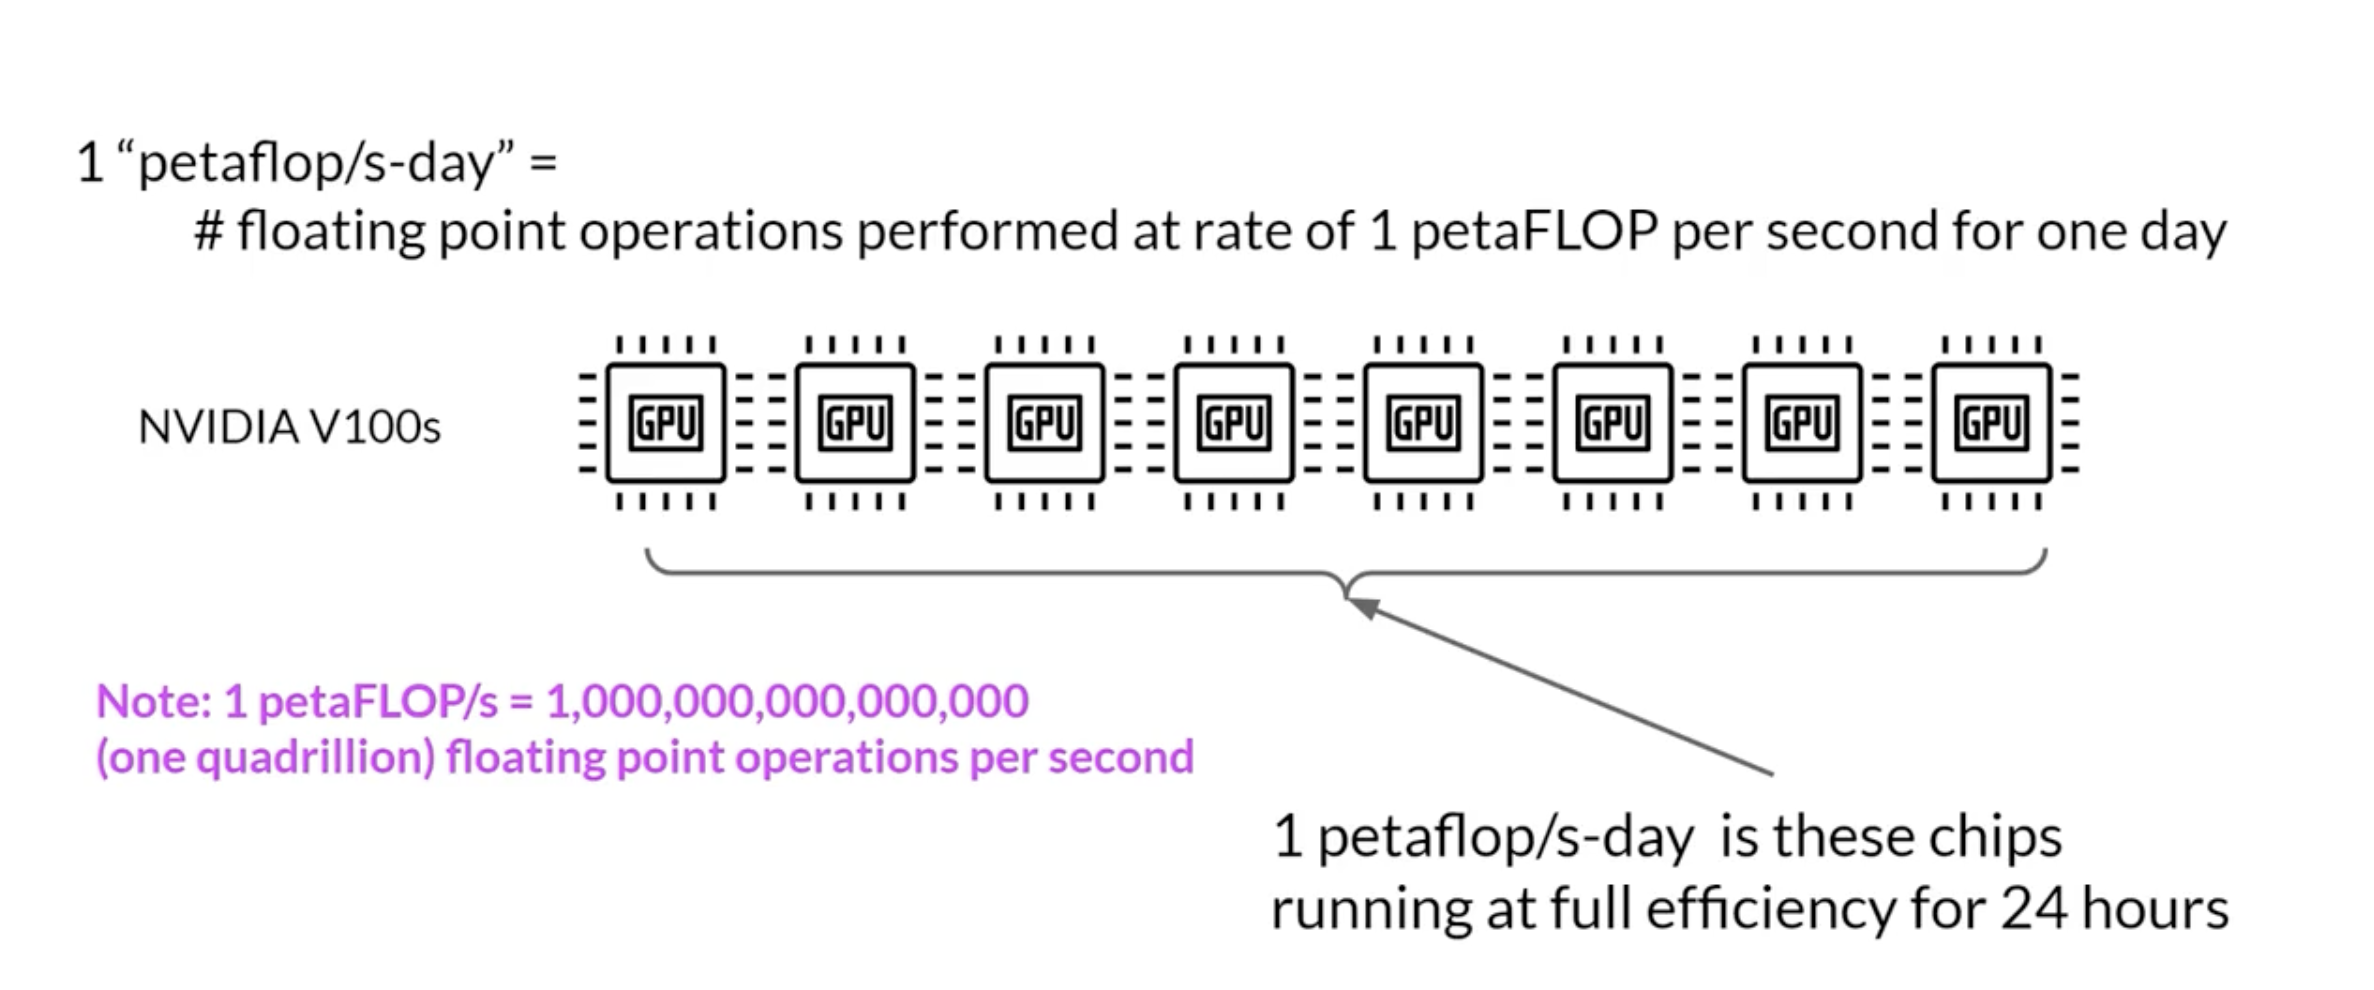 1 “petaflop/s-day” =
# floating point operations performed at rate of 1 petaFLOP per second for one day
NVIDIA V100s
GPU GPU GPU GPU GPU GPU GPU GPU
Note: 1 petaFLOP/s = 1,000,000,000,000,000
(one quadrillion) floating point operations per second
1 petaflop/s-day is these chips
running at full efficiency for 24 hours